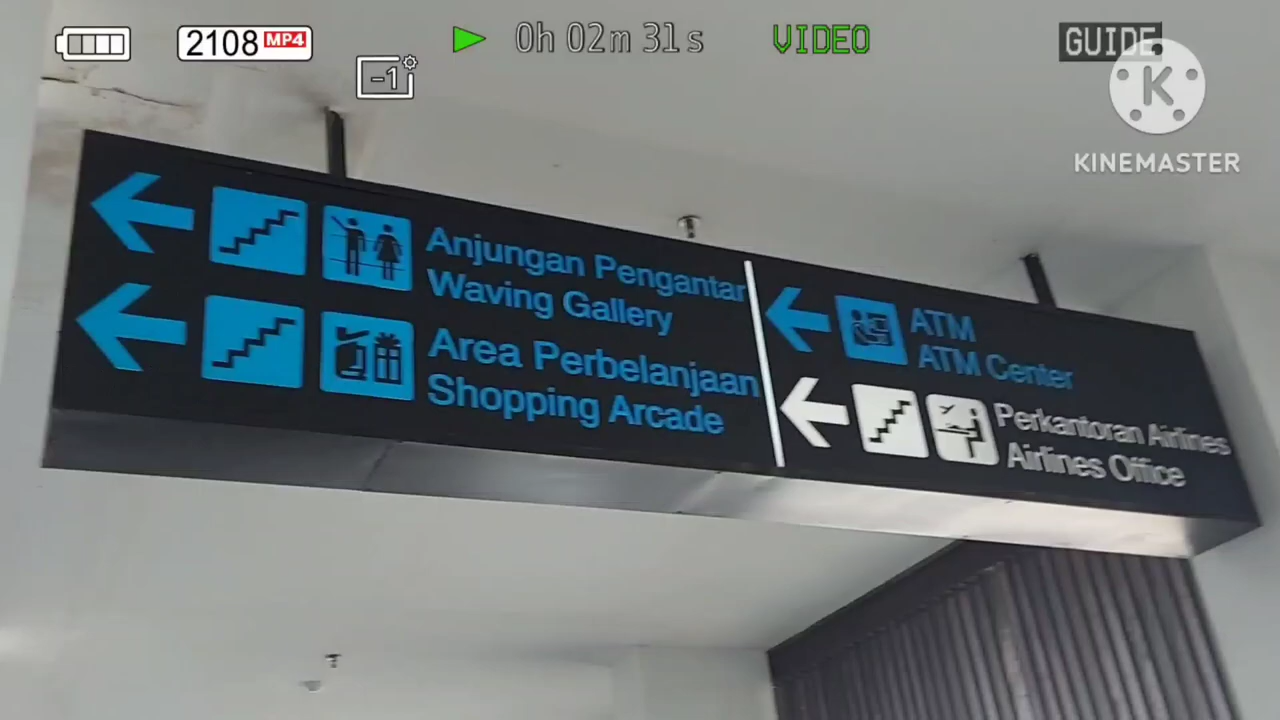 2108 MP4
-1
0h 02m 31s
VIDEO
GUIDE
K
KINEMASTER
Anjungan Pengantar
Waving Gallery
Area Perbelanjaan
Shopping Arcade
ATM
ATM Center
Perkantoran Airlines
Airlines Office